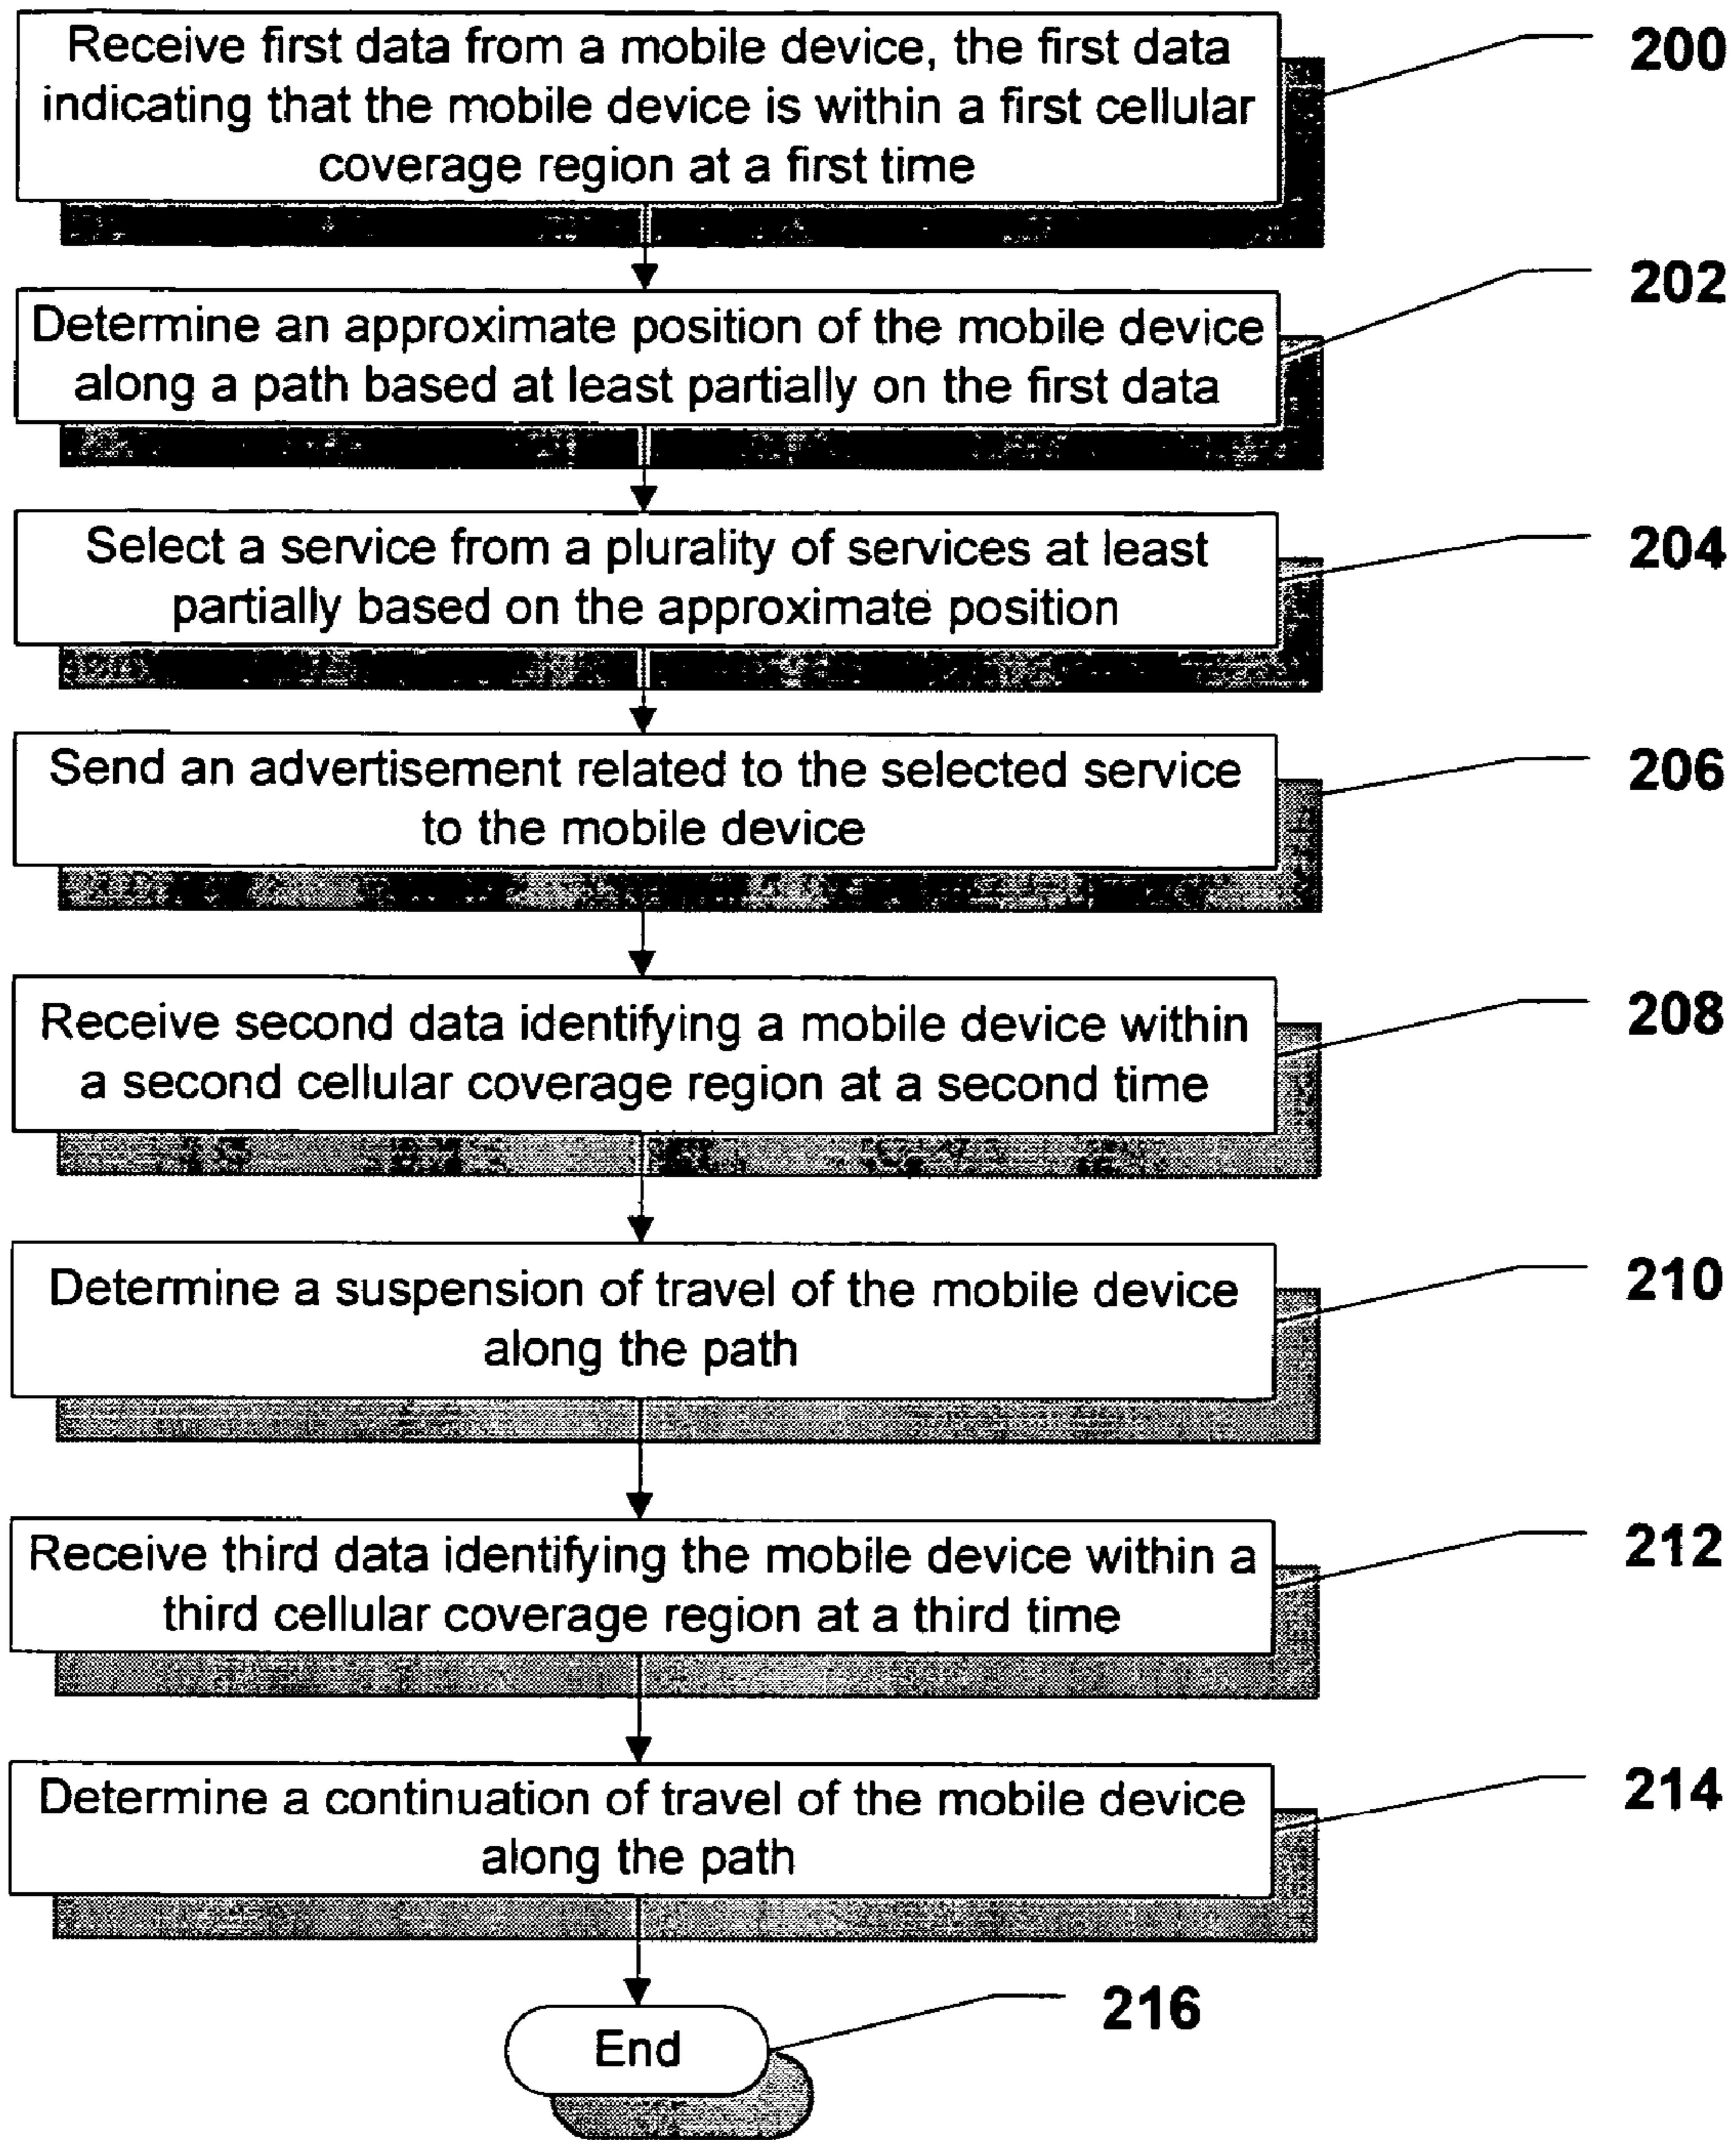 Receive first data from a mobile device, the first data
indicating that the mobile device is within a first cellular
coverage region at a first time
200
Determine an approximate position of the mobile device
along a path based at least partially on the first data
202
Select a service from a plurality of services at least
partially based on the approximate position
204
Send an advertisement related to the selected service
to the mobile device
206
Receive second data identifying a mobile device within
a second cellular coverage region at a second time
208
Determine a suspension of travel of the mobile device
along the path
210
Receive third data identifying the mobile device within a
third cellular coverage region at a third time
212
Determine a continuation of travel of the mobile device
along the path
214
End
216